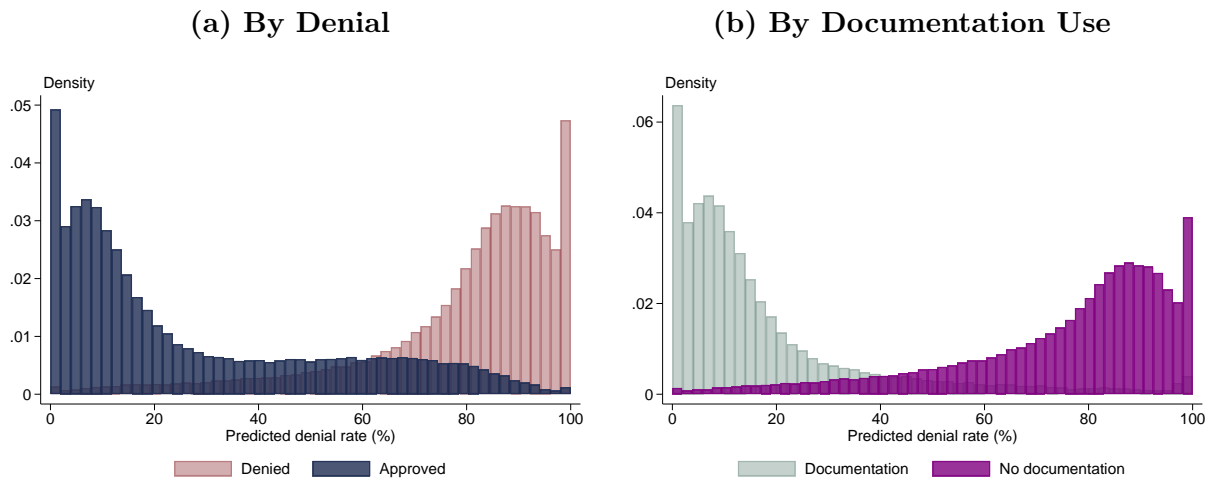 (a) By Denial
Density
.05
.04
.03
.02
.01
0
0 20 40 60 80 100
Predicted denial rate (%)
Denied Approved
(b) By Documentation Use
Density
.06
.04
.02
0
0 20 40 60 80 100
Predicted denial rate (%)
Documentation No documentation